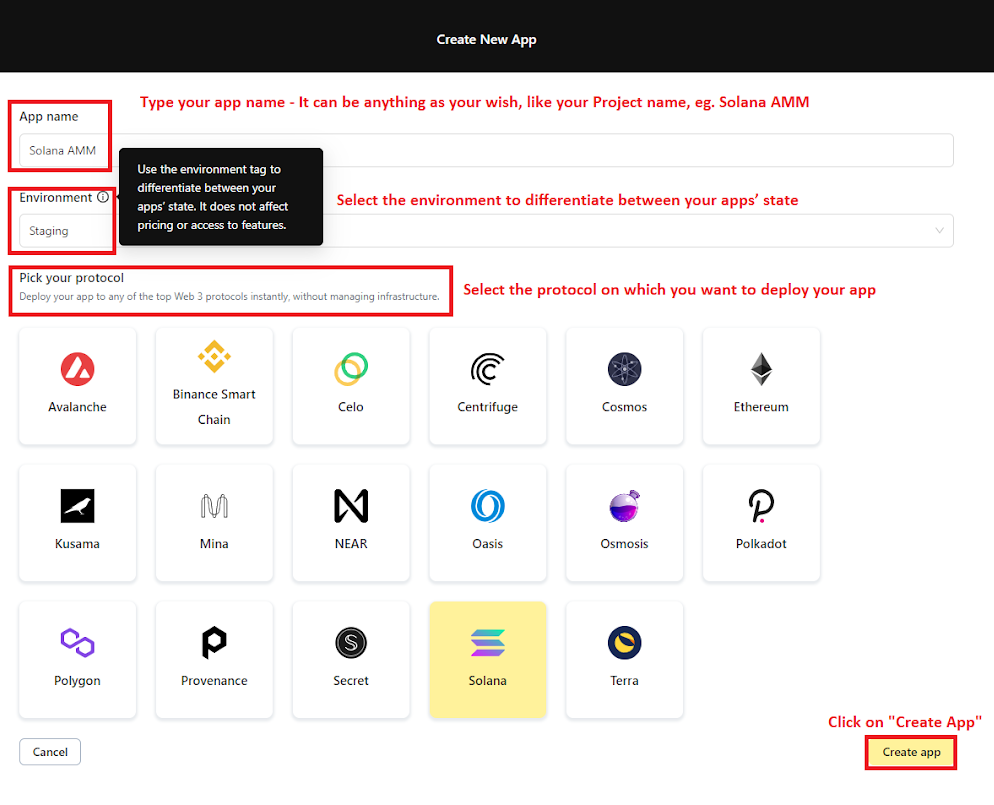 Create New App
Type your app name - It can be anything as your wish, like your Project name, eg. Solana AMM
App name
Solana AMM
Use the environment tag to
differentiate between your
apps’ state. It does not affect
pricing or access to features.
Environment
Select the environment to differentiate between your apps’ state
Staging
Pick your protocol
Deploy your app to any of the top Web 3 protocols instantly, without managing infrastructure.
Select the protocol on which you want to deploy your app
Avalanche
Binance Smart
Chain
Celo
Centrifuge
Cosmos
Ethereum
Kusama
Mina
NEAR
Oasis
Osmosis
Polkadot
Polygon
Provenance
Secret
Solana
Terra
Click on "Create App"
Cancel
Create app